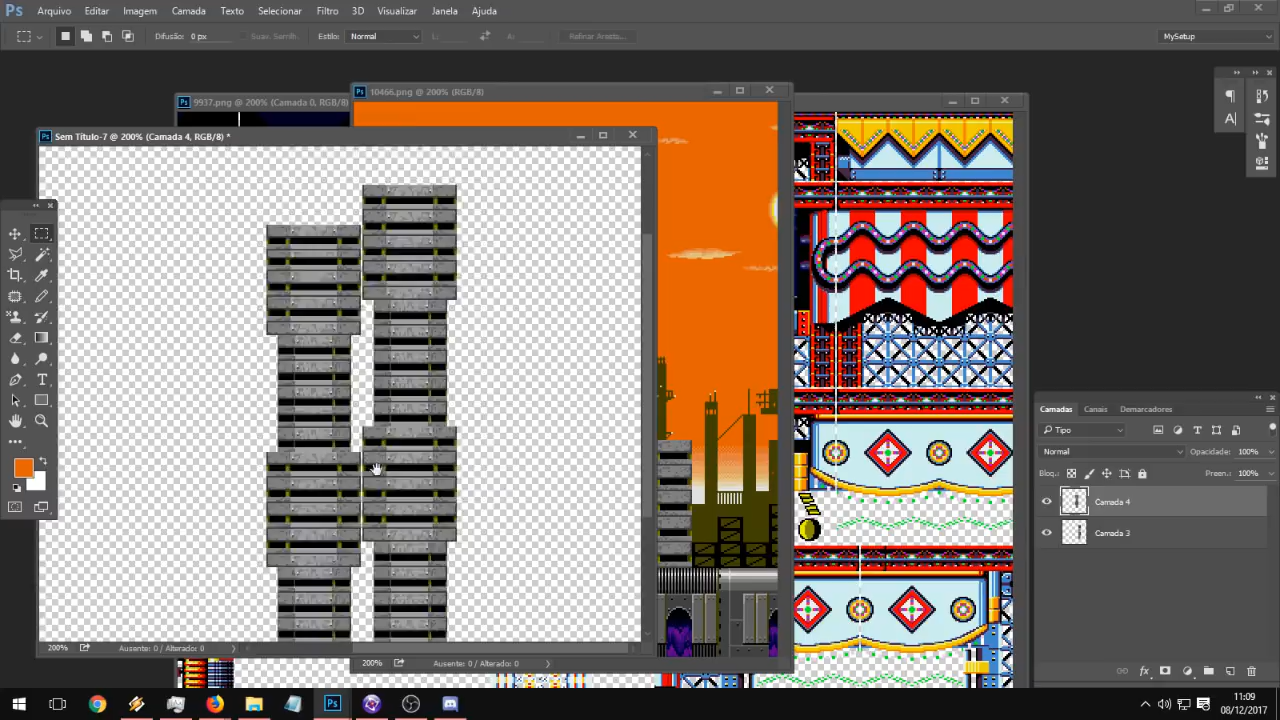 Ps Arquivo Editar Imagem Camada Texto Selecionar Filtro 3D Visualizar Janela Ajuda
Difusão: 0 px Suav. Serrilh. Estilo: Normal L: A: Refinar Aresta... MySetup
9937.png @ 200% (Camada 0, RGB/8)
10466.png @ 200% (RGB/8)
Sem Título-7 @ 200% (Camada 4, RGB/8) *
Camadas Canais Demarcadores
Tipo
Normal Opacidade: 100%
Bloq.: Preen.: 100%
Camada 4
Camada 3
200% Ausente: 0 / Alterado: 0
200% Ausente: 0 / Alterado: 0
fx
11:09
08/12/2017